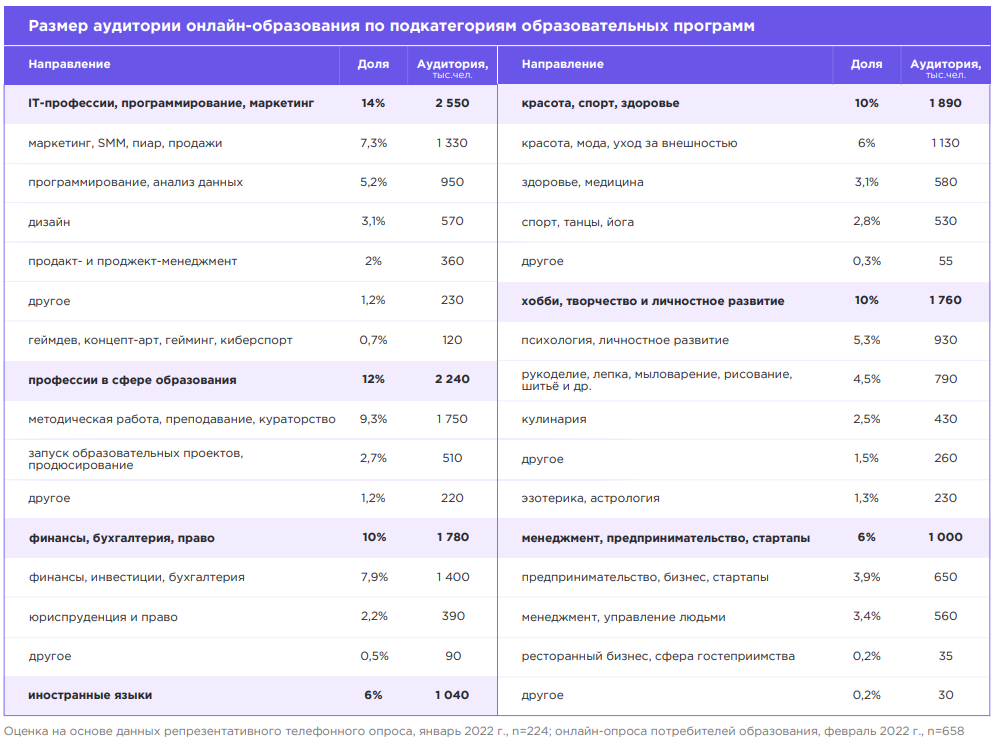 Размер аудитории онлайн-образования по подкатегориям образовательных программ
Направление Доля Аудитория, тыс.чел.
IT-профессии, программирование, маркетинг 14% 2 550
маркетинг, SMM, пиар, продажи 7,3% 1 330
программирование, анализ данных 5,2% 950
дизайн 3,1% 570
продакт- и проджект-менеджмент 2% 360
другое 1,2% 230
геймдев, концепт-арт, гейминг, киберспорт 0,7% 120
профессии в сфере образования 12% 2 240
методическая работа, преподавание, кураторство 9,3% 1 750
запуск образовательных проектов,
продюсирование 2,7% 510
другое 1,2% 220
финансы, бухгалтерия, право 10% 1 780
финансы, инвестиции, бухгалтерия 7,9% 1 400
юриспруденция и право 2,2% 390
другое 0,5% 90
иностранные языки 6% 1 040
Направление Доля Аудитория, тыс.чел.
красота, спорт, здоровье 10% 1 890
красота, мода, уход за внешностью 6% 1 130
здоровье, медицина 3,1% 580
спорт, танцы, йога 2,8% 530
другое 0,3% 55
хобби, творчество и личностное развитие 10% 1 760
психология, личностное развитие 5,3% 930
рукоделие, лепка, мыловарение, рисование,
шитьё и др. 4,5% 790
кулинария 2,5% 430
другое 1,5% 260
эзотерика, астрология 1,3% 230
менеджмент, предпринимательство, стартапы 6% 1 000
предпринимательство, бизнес, стартапы 3,9% 650
менеджмент, управление людьми 3,4% 560
ресторанный бизнес, сфера гостеприимства 0,2% 35
другое 0,2% 30
Оценка на основе данных репрезентативного телефонного опроса, январь 2022 г., n=224; онлайн-опроса потребителей образования, февраль 2022 г., n=658